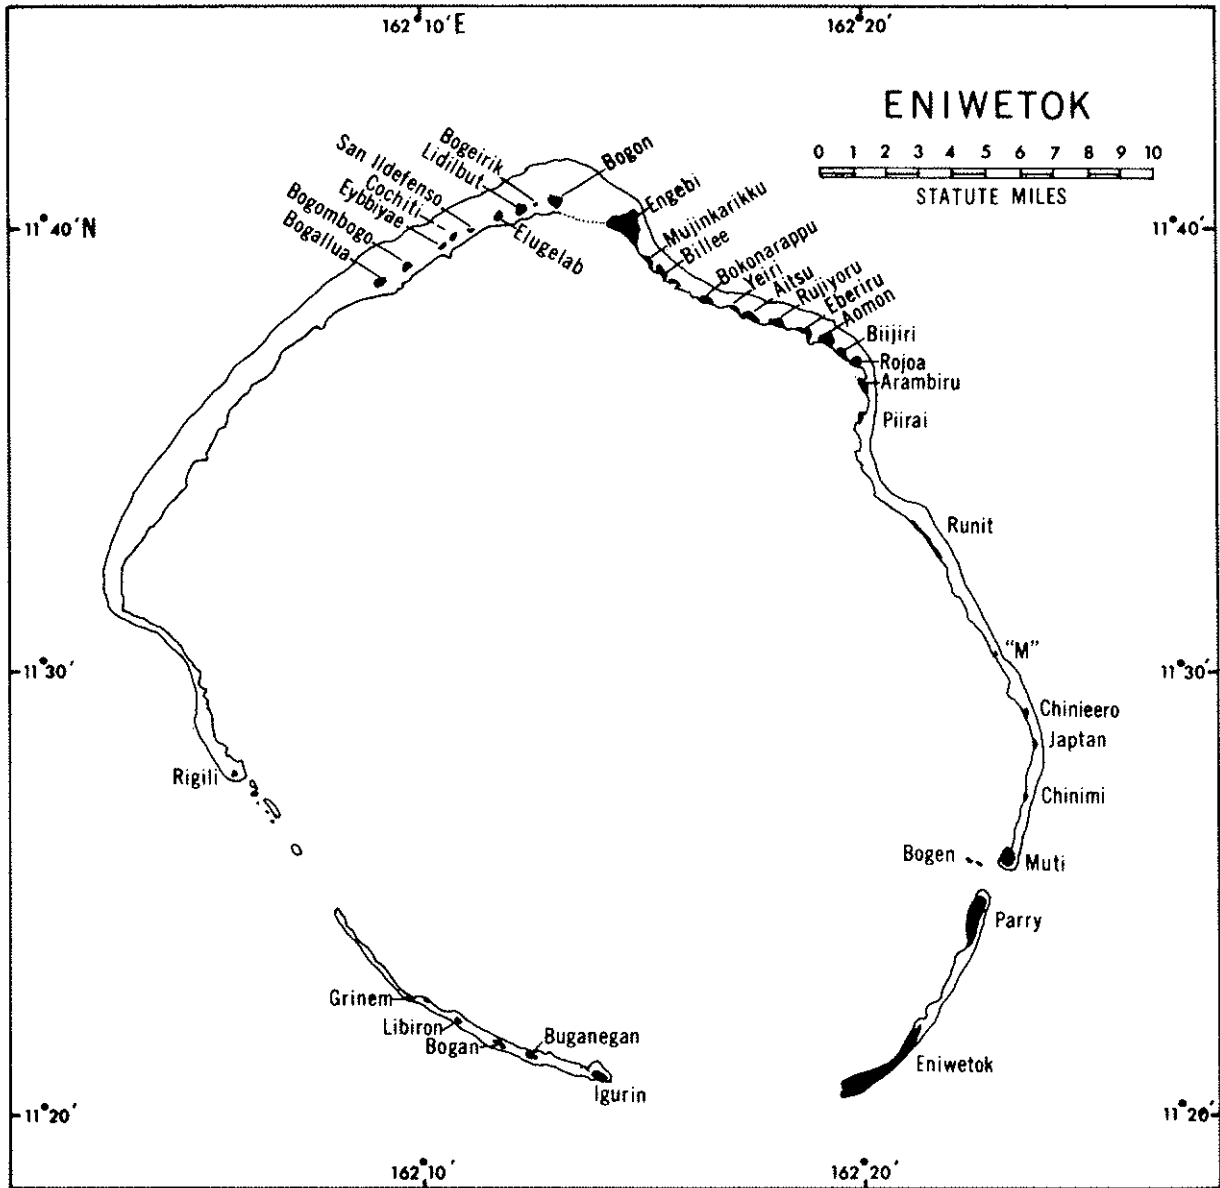 162°10'E
162°20'
ENIWETOK
0 1 2 3 4 5 6 7 8 9 10
STATUTE MILES
Bogeirik
Lidilbut
San Ildefenso
Cochiti
Eybbiyae
Bogombogo
Bogallua
Bogon
Engebi
Elugelab
Mujinkarikku
Billee
Bokonarappu
Yeiri
Aitsu
Rujiyoru
Eberiru
Aomon
Biijiri
Rojoa
Arambiru
Piirai
11°40'N
11°40'
Runit
"M"
11°30'
11°30'
Chinieero
Japtan
Rigili
Chinimi
Bogen
Muti
Parry
Grinem
Libiron
Bogan
Buganegan
Igurin
Eniwetok
11°20'
11°20'
162°10'
162°20'